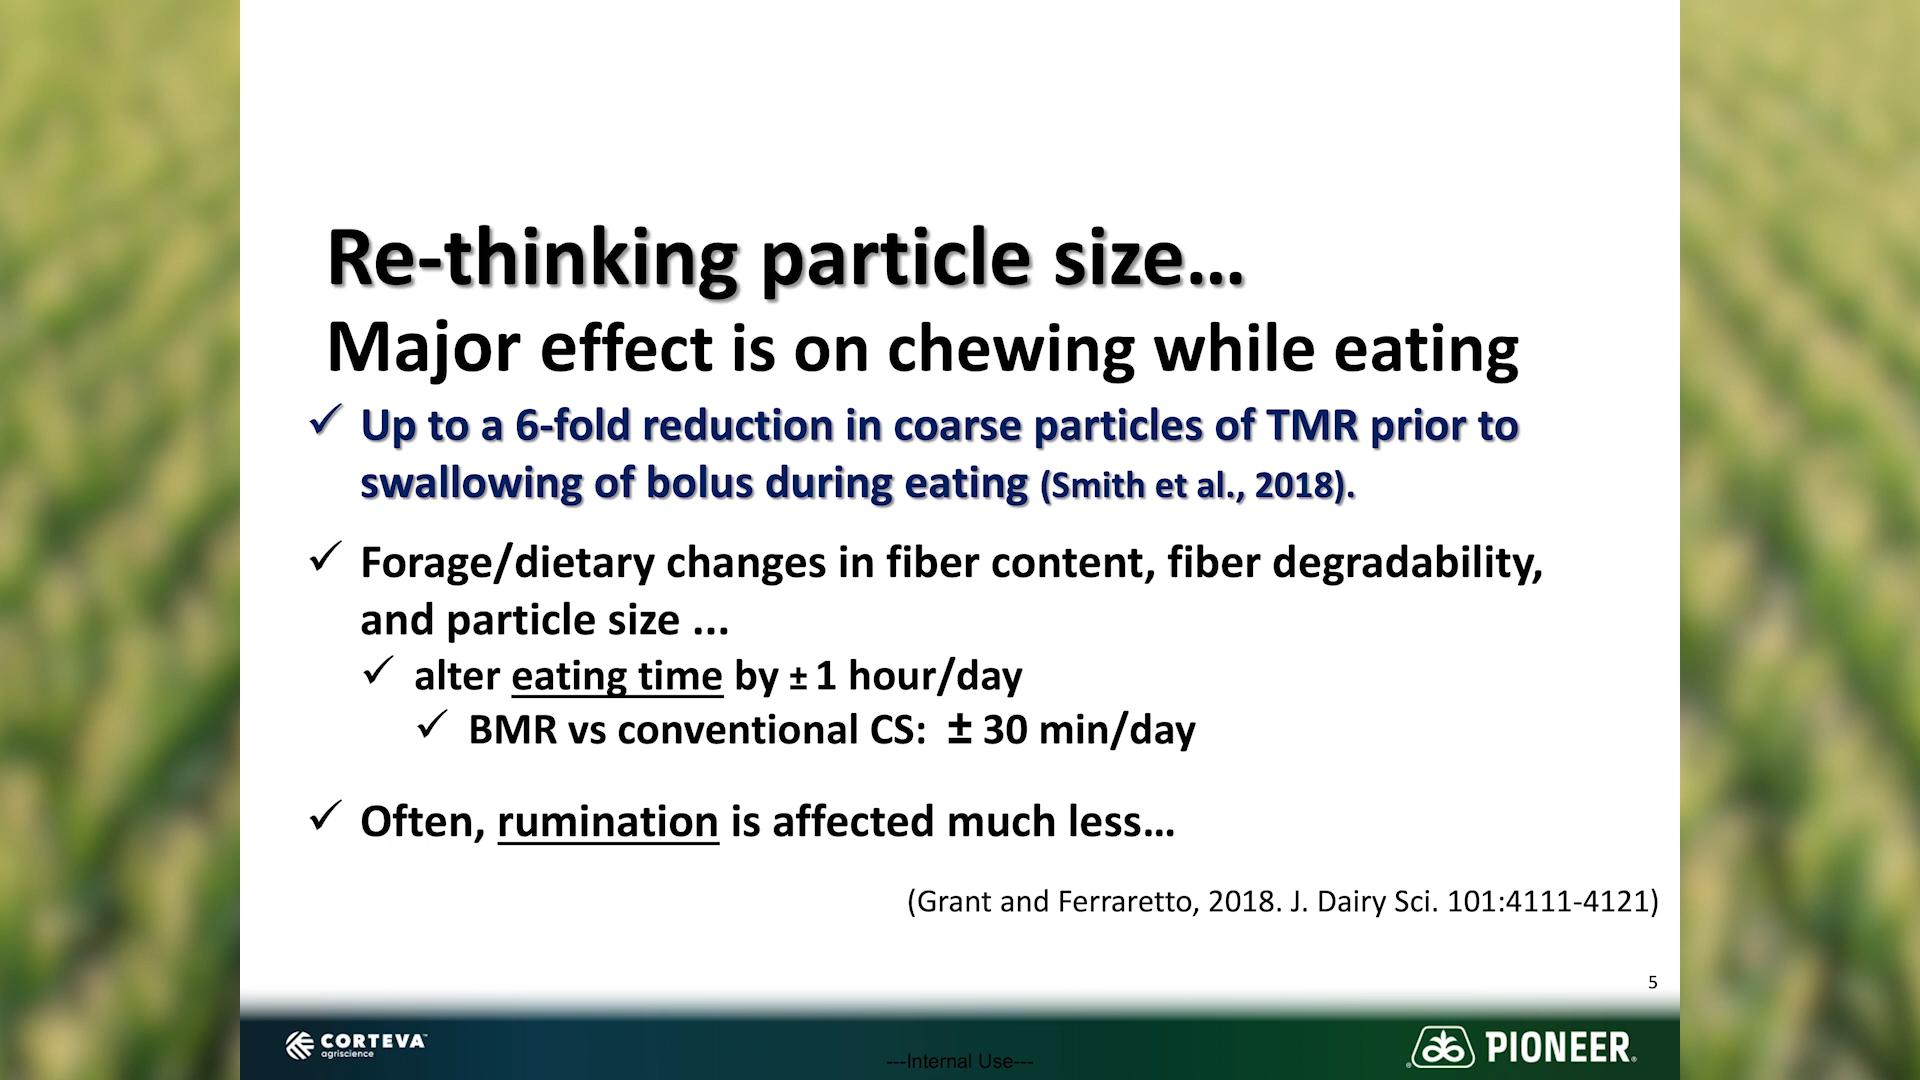 Re-thinking particle size...
Major effect is on chewing while eating
✓ Up to a 6-fold reduction in coarse particles of TMR prior to
swallowing of bolus during eating (Smith et al., 2018).
✓ Forage/dietary changes in fiber content, fiber degradability,
and particle size ...
✓ alter eating time by ± 1 hour/day
✓ BMR vs conventional CS: ± 30 min/day
✓ Often, rumination is affected much less...
(Grant and Ferraretto, 2018. J. Dairy Sci. 101:4111-4121)
5
CORTEVA™
agriscience
---Internal Use---
PIONEER®